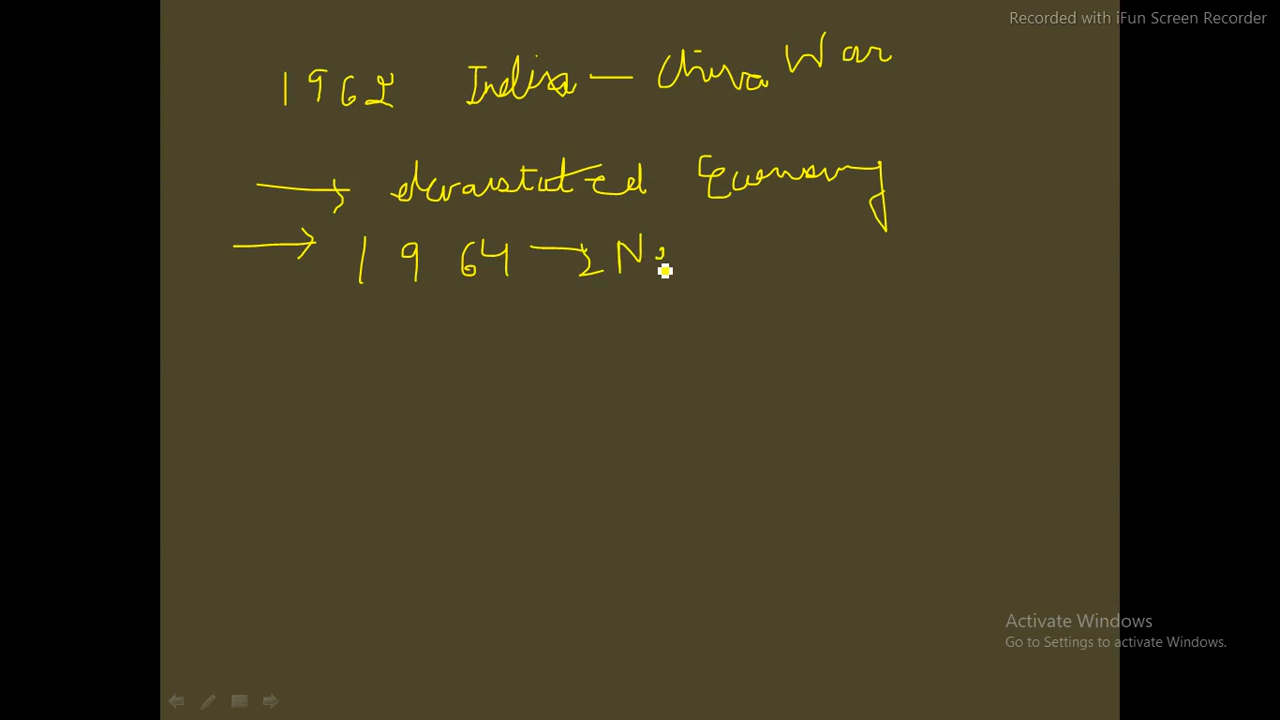 Recorded with iFun Screen Recorder
1962 India — China War
→ devastated Economy
→ 1964 → N
Activate Windows
Go to Settings to activate Windows.